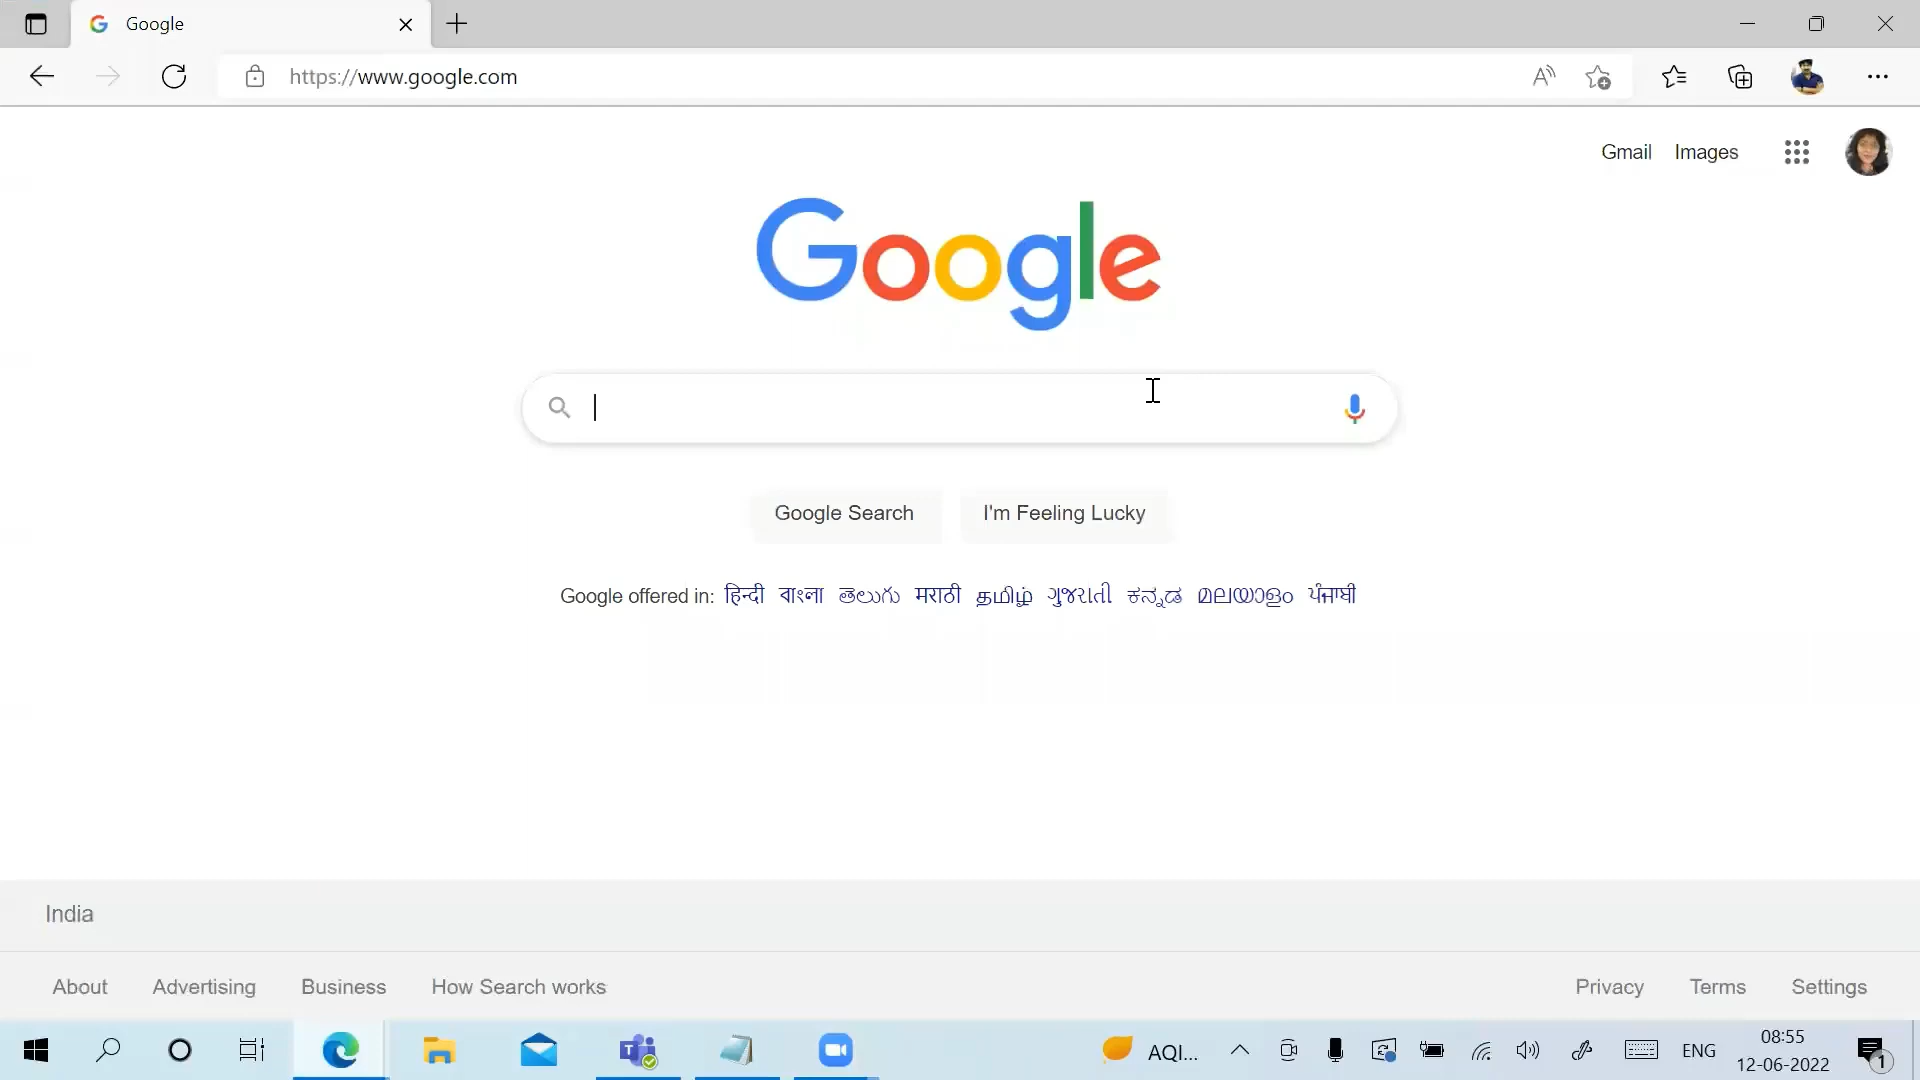 Google
https://www.google.com
Gmail Images
Google
Google Search I'm Feeling Lucky
Google offered in: हिन्दी বাংলা తెలుగు मराठी தமிழ் ગુજરાતી ಕನ್ನಡ മലയാളം ਪੰਜਾਬੀ
India
About Advertising Business How Search works Privacy Terms Settings
AQI... ENG 08:55
12-06-2022 1